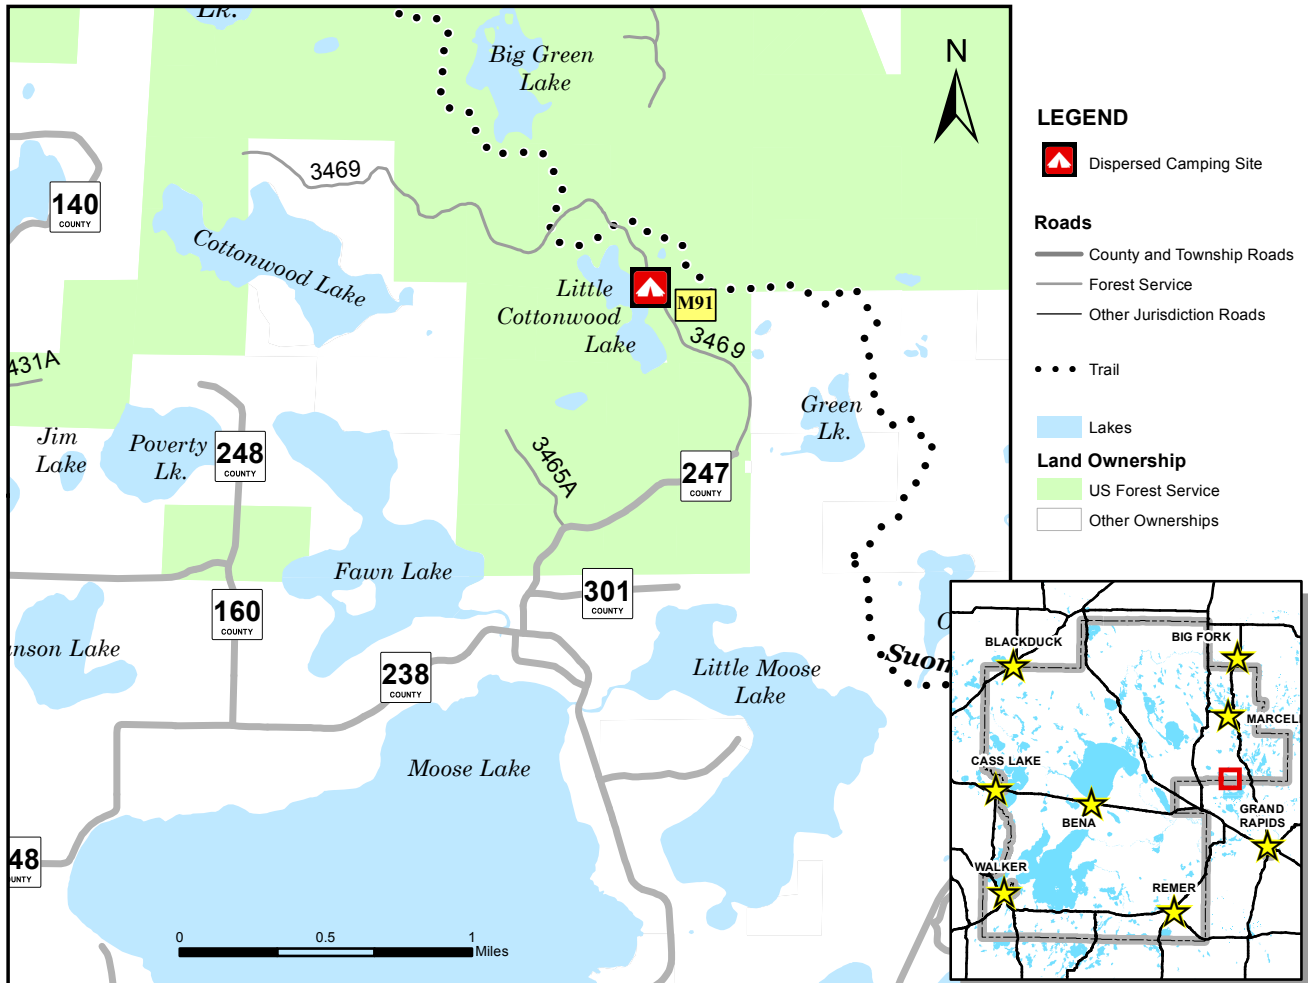 Lk.
Big Green
Lake
N
3469
140
COUNTY
Cottonwood Lake
Little
Cottonwood
Lake
M91
3469
431A
Jim
Lake
Poverty
Lk.
248
COUNTY
Green
Lk.
3465A
247
COUNTY
Fawn Lake
301
COUNTY
160
COUNTY
nson Lake
238
COUNTY
Little Moose
Lake
Suon
Moose Lake
48
UNTY
0
0.5
1
Miles
LEGEND
Dispersed Camping Site
Roads
County and Township Roads
Forest Service
Other Jurisdiction Roads
Trail
Lakes
Land Ownership
US Forest Service
Other Ownerships
BLACKDUCK
BIG FORK
MARCELL
CASS LAKE
BENA
GRAND
RAPIDS
WALKER
REMER